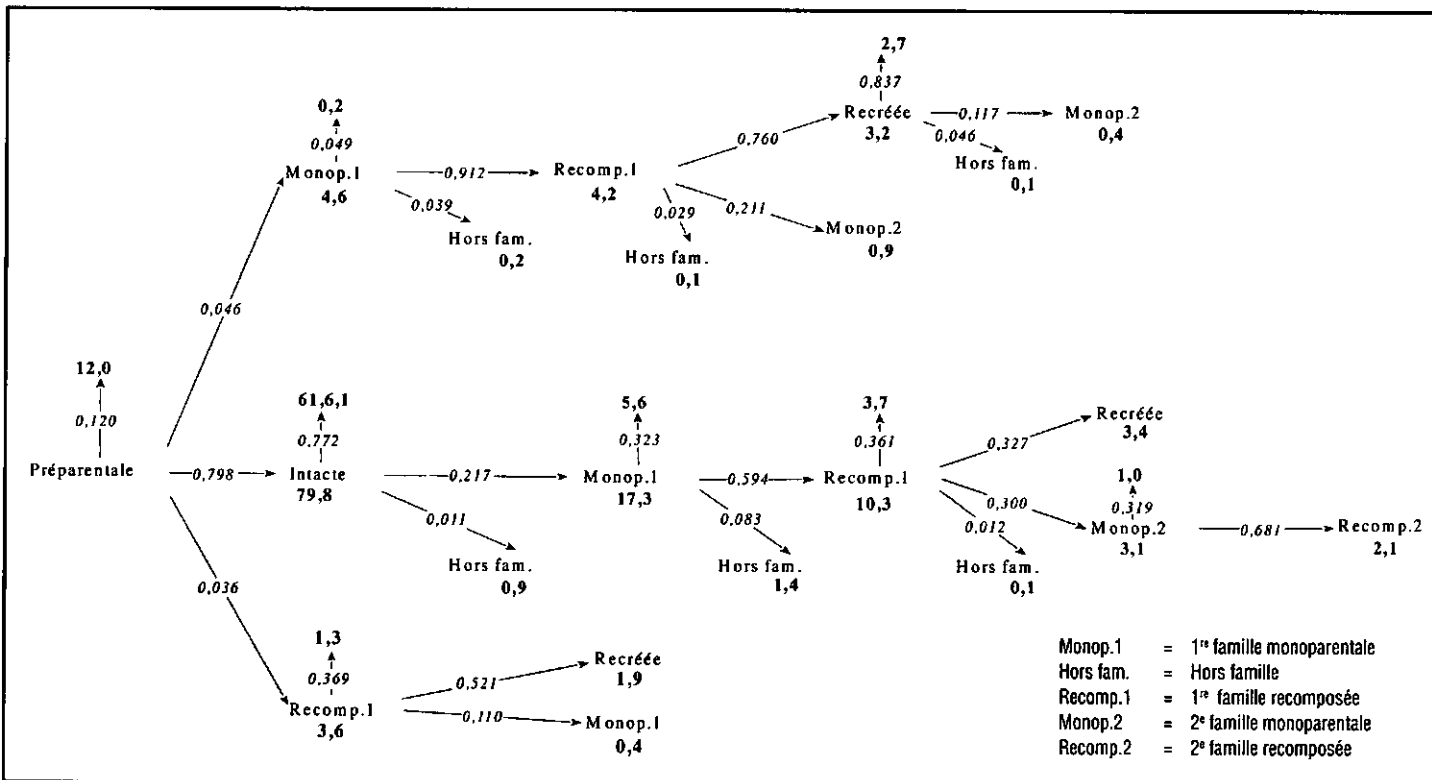 2,7
0,837
0,2
Recréée
0,117
Monop.2
3,2
0,4
0,049
0,760
0,046
Monop.1
0,912
Recomp.1
Hors fam.
4,6
4,2
0,1
0,039
0,029
0,211
Monop.2
0,9
Hors fam.
0,2
Hors fam.
0,1
0,046
12,0
61,6,1
5,6
3,7
Recréée
3,4
0,120
0,772
0,323
0,361
0,327
Préparentale
0,798
Intacte
0,217
Monop.1
0,594
Recomp.1
1,0
79,8
17,3
10,3
0,300
0,319
0,011
0,083
0,012
Monop.2
0,681
Recomp.2
3,1
2,1
Hors fam.
0,9
Hors fam.
1,4
Hors fam.
0,1
0,036
1,3
Recréée
1,9
0,369
0,521
Recomp.1
0,110
Monop.1
3,6
0,4
Monop.1 = 1re famille monoparentale
Hors fam. = Hors famille
Recomp.1 = 1re famille recomposée
Monop.2 = 2e famille monoparentale
Recomp.2 = 2e famille recomposée